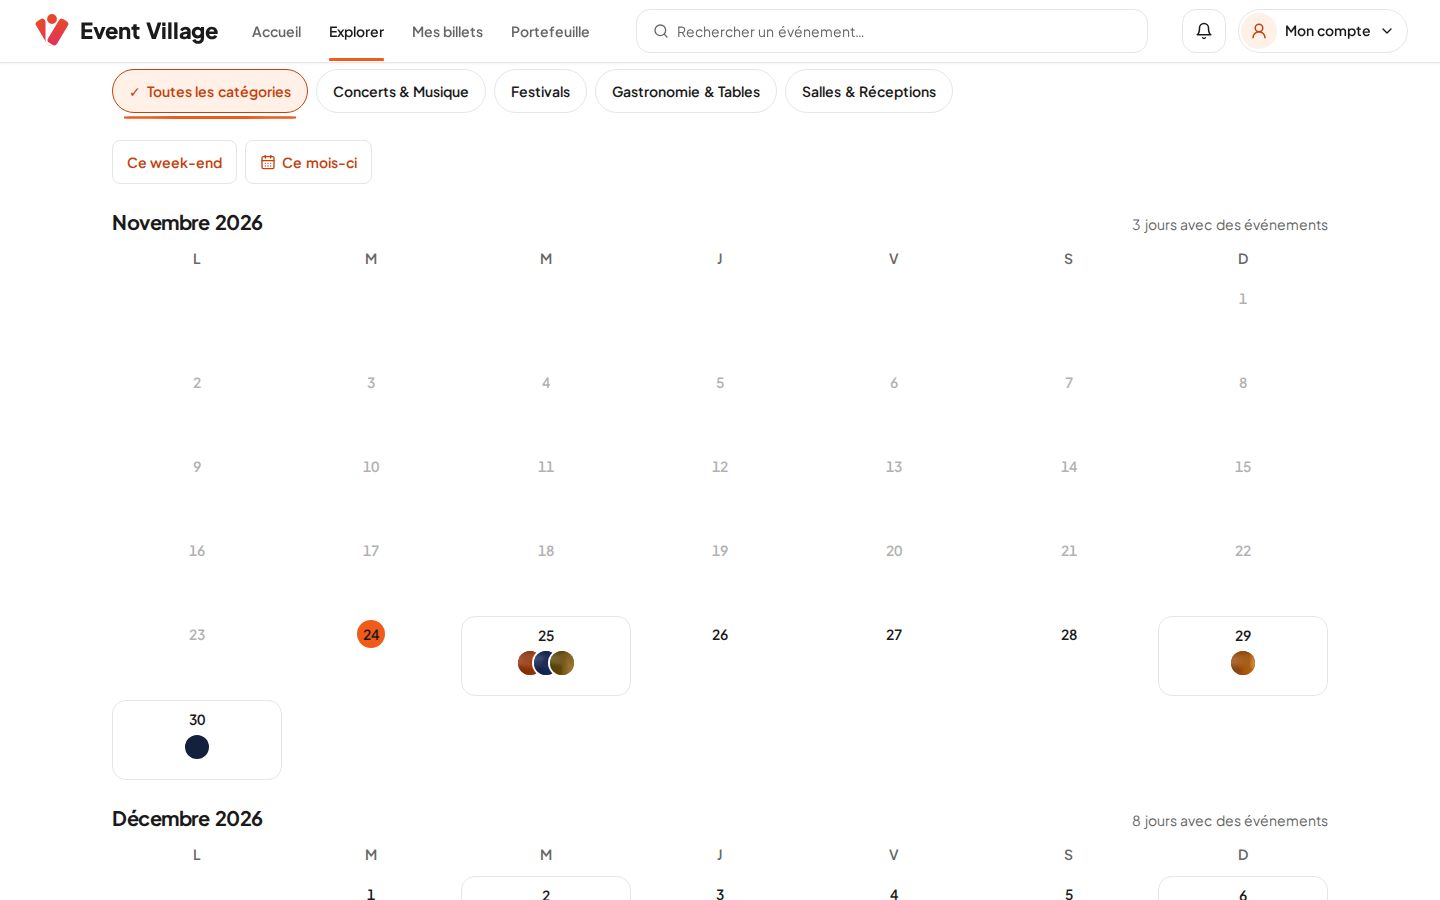 Event Village Accueil Explorer Mes billets Portefeuille Rechercher un événement... Mon compte
✓ Toutes les catégories Concerts & Musique Festivals Gastronomie & Tables Salles & Réceptions
Ce week-end Ce mois-ci
Novembre 2026 3 jours avec des événements
L M M J V S D
1
2 3 4 5 6 7 8
9 10 11 12 13 14 15
16 17 18 19 20 21 22
23 24 25 26 27 28 29
30
Décembre 2026 8 jours avec des événements
L M M J V S D
1 2 3 4 5 6